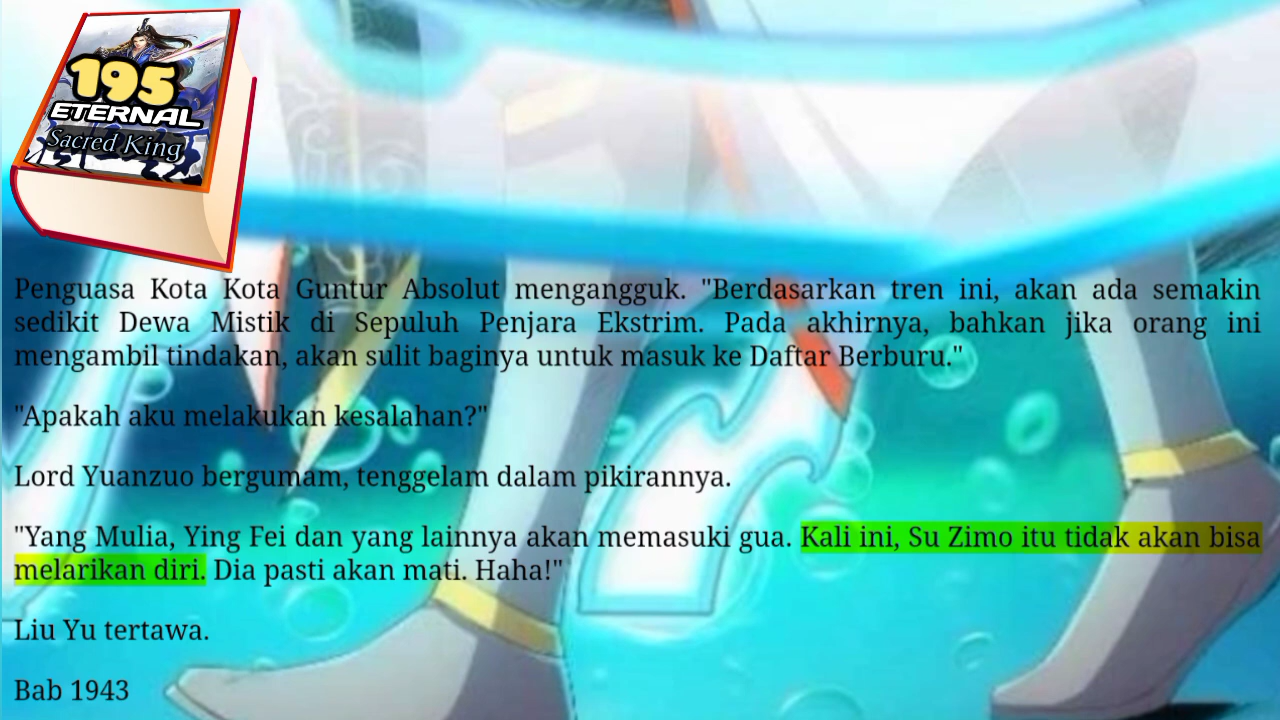 195
ETERNAL
Sacred King
Penguasa Kota Kota Guntur Absolut mengangguk. "Berdasarkan tren ini, akan ada semakin
sedikit Dewa Mistik di Sepuluh Penjara Ekstrim. Pada akhirnya, bahkan jika orang ini
mengambil tindakan, akan sulit baginya untuk masuk ke Daftar Berburu."
"Apakah aku melakukan kesalahan?"
Lord Yuanzuo bergumam, tenggelam dalam pikirannya.
"Yang Mulia, Ying Fei dan yang lainnya akan memasuki gua. Kali ini, Su Zimo itu tidak akan bisa
melarikan diri. Dia pasti akan mati. Haha!"
Liu Yu tertawa.
Bab 1943